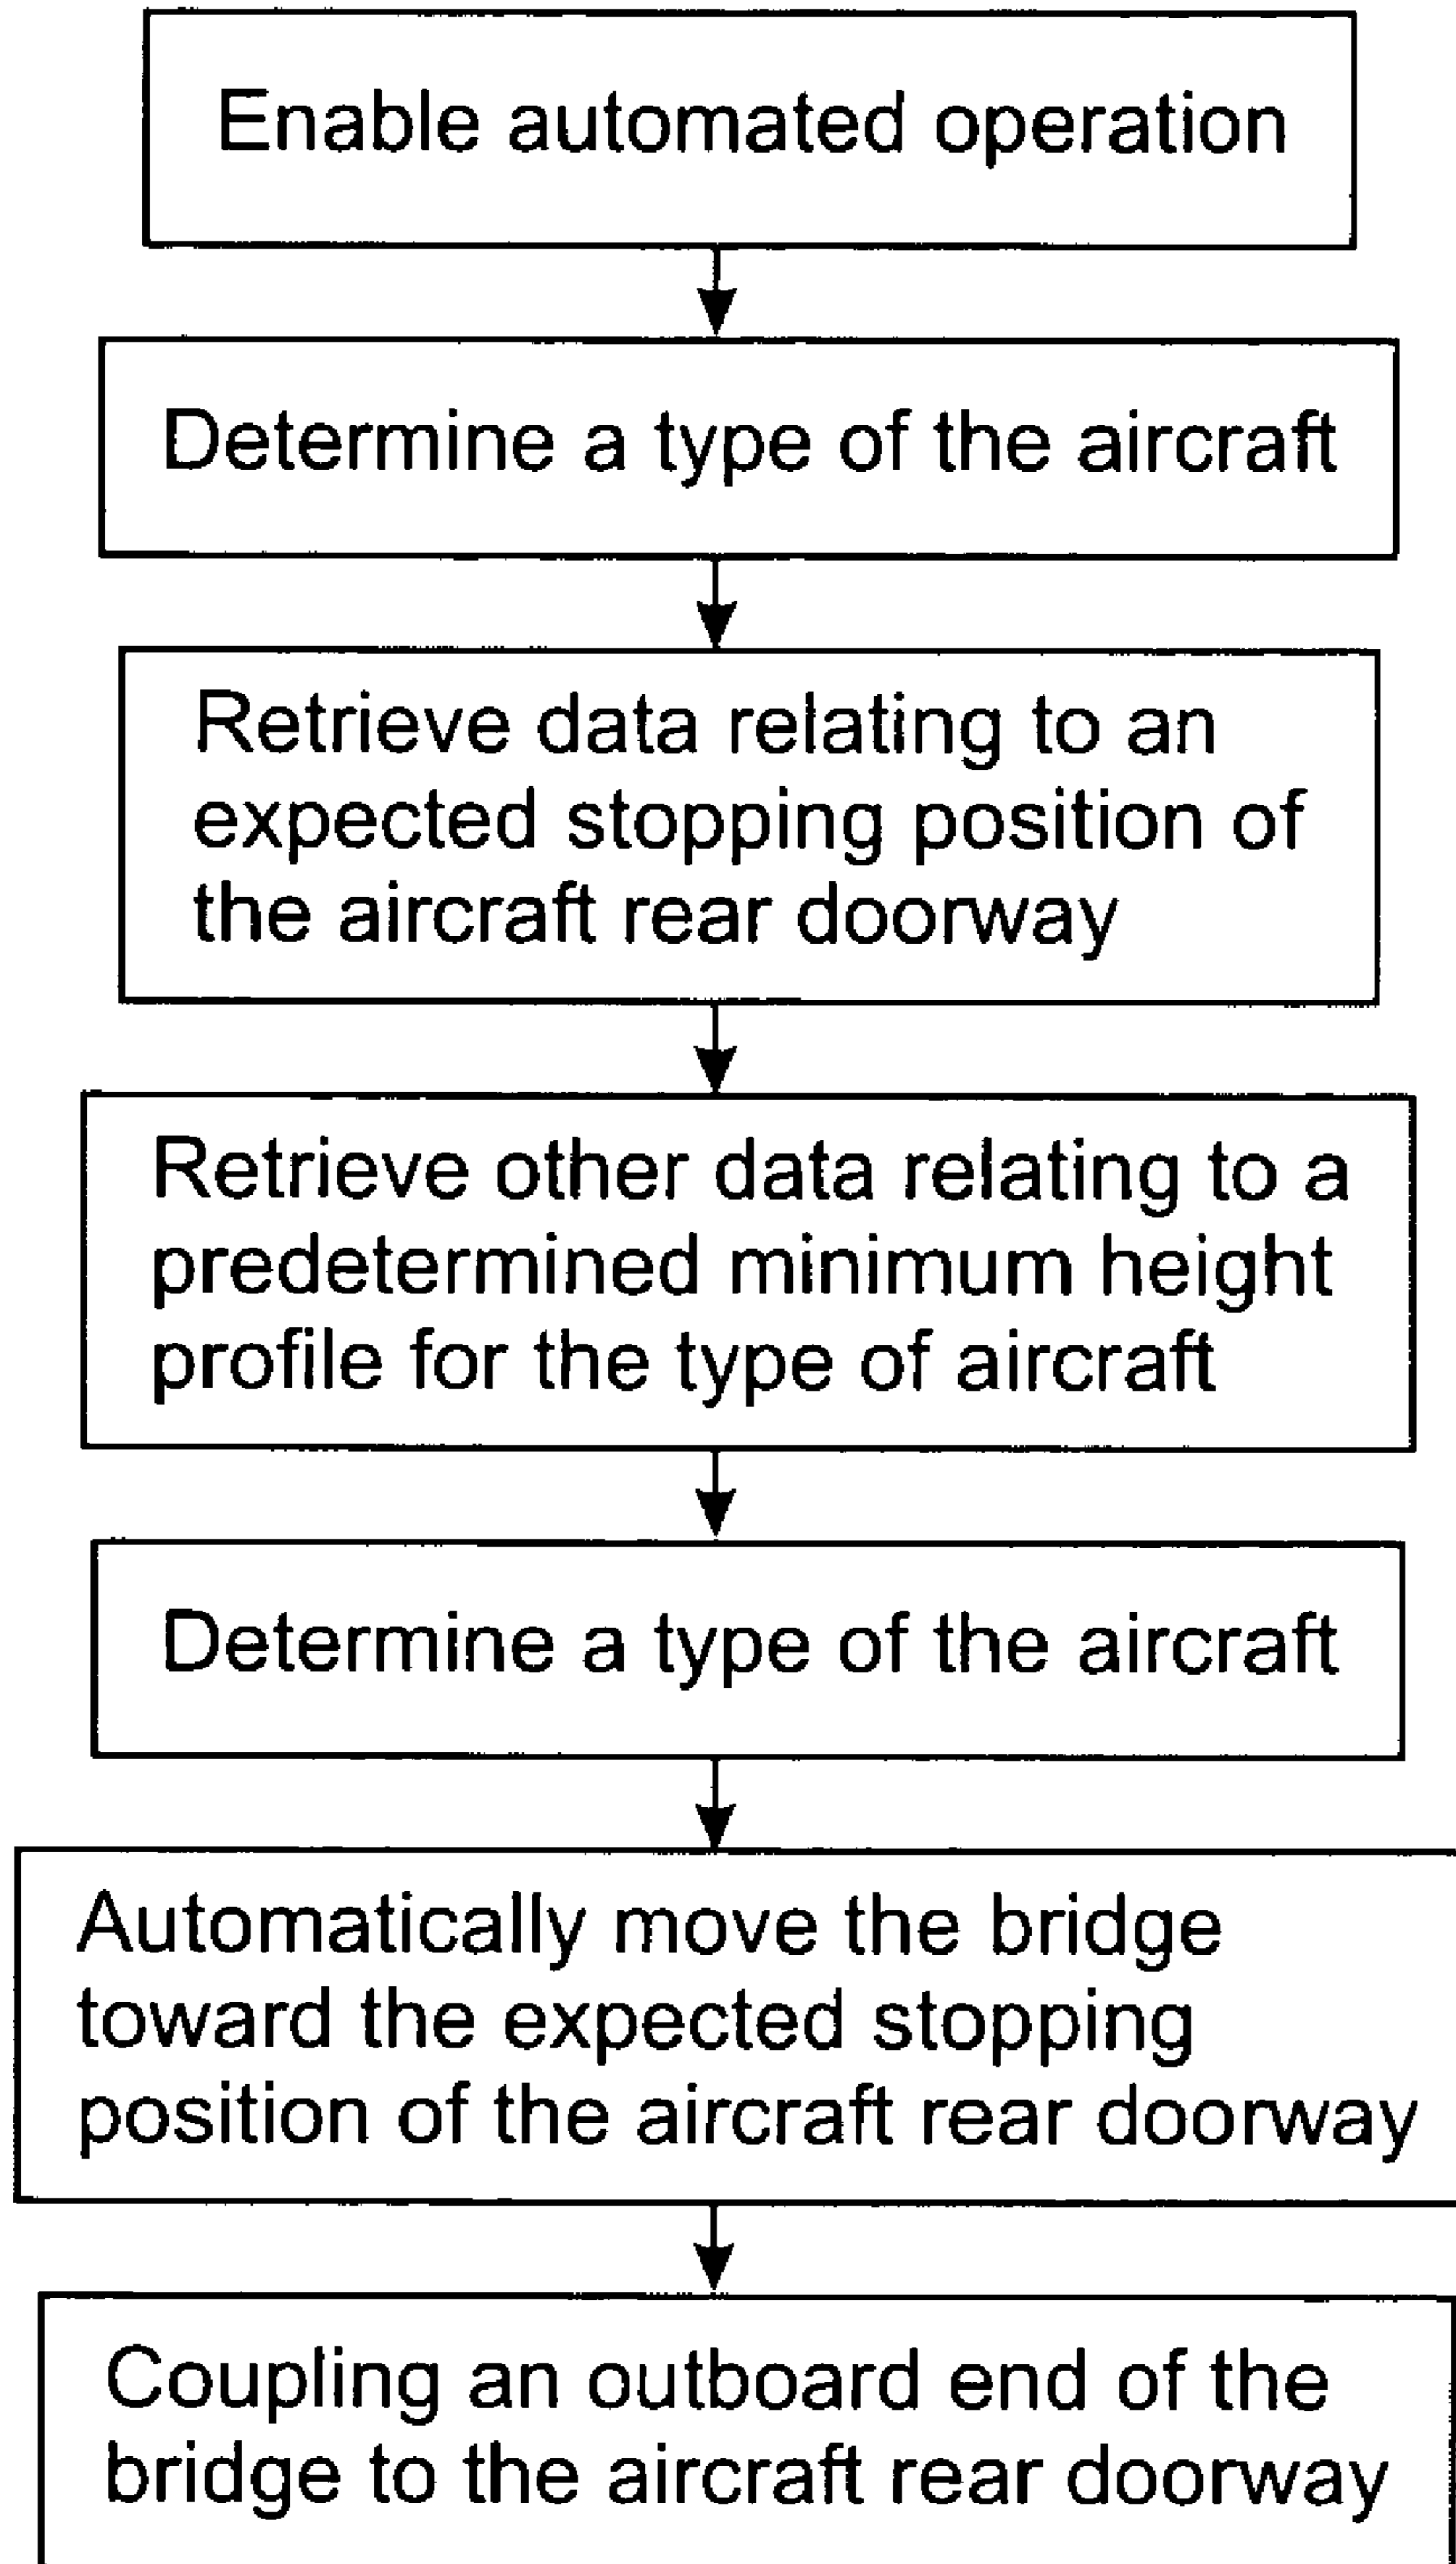 Enable automated operation
Determine a type of the aircraft
Retrieve data relating to an
expected stopping position of
the aircraft rear doorway
Retrieve other data relating to a
predetermined minimum height
profile for the type of aircraft
Determine a type of the aircraft
Automatically move the bridge
toward the expected stopping
position of the aircraft rear doorway
Coupling an outboard end of the
bridge to the aircraft rear doorway